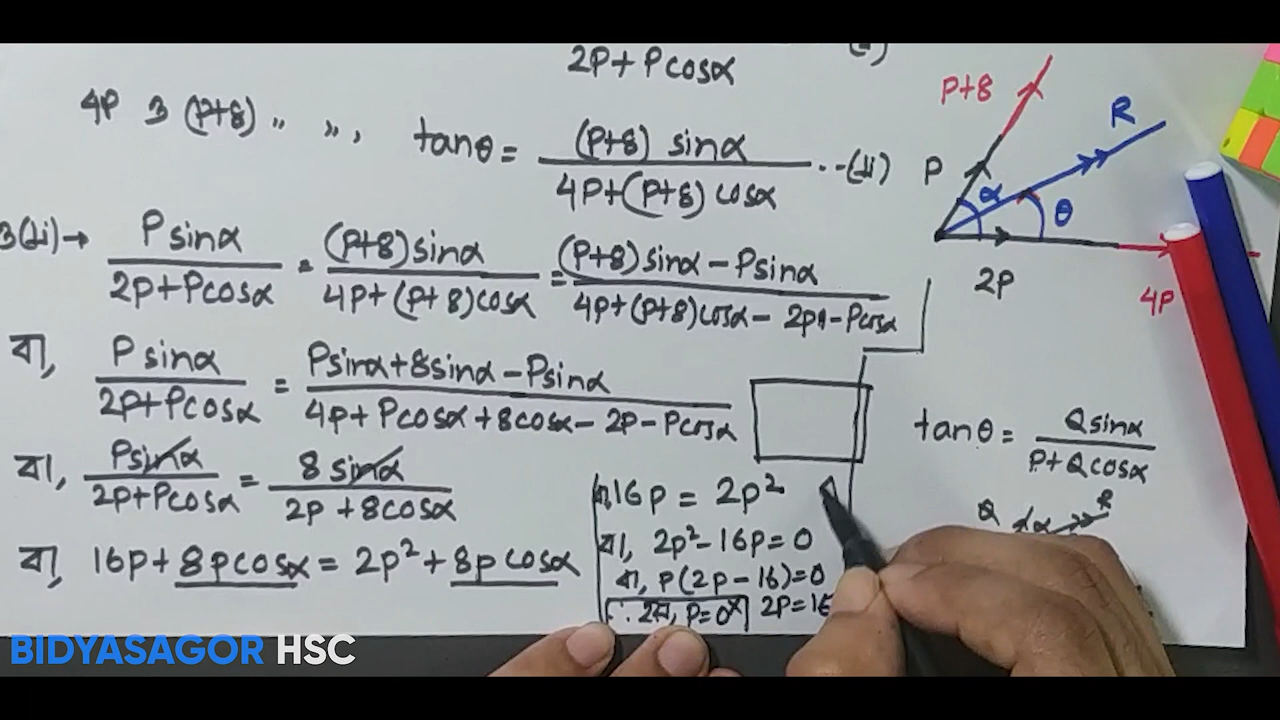 2P + Pcosα
4P ও (P+8) " " , tanθ = (P+8) sinα / 4P+(P+8) cosα ...(ii)
ও(ii)→ Psinα / 2P+Pcosα = (P+8)sinα / 4P+(P+8)cosα = (P+8)sinα - Psinα / 4P+(P+8)cosα - 2P - Pcosα
বা, Psinα / 2P+Pcosα = Psinα+8sinα-Psinα / 4P+Pcosα+8cosα-2P-Pcosα
বা, Psinα / 2P+Pcosα = 8 sinα / 2P+8cosα
বা, 16P+8Pcosα = 2P²+8Pcosα
16P = 2P²
বা, 2P²-16P=0
বা, P(2P-16)=0
∴ হয়, P=0 2P=16
P+8
R
P
α
θ
2P
4P
tanθ = Qsinα / P+Qcosα
Q
α
R
BIDYASAGOR HSC